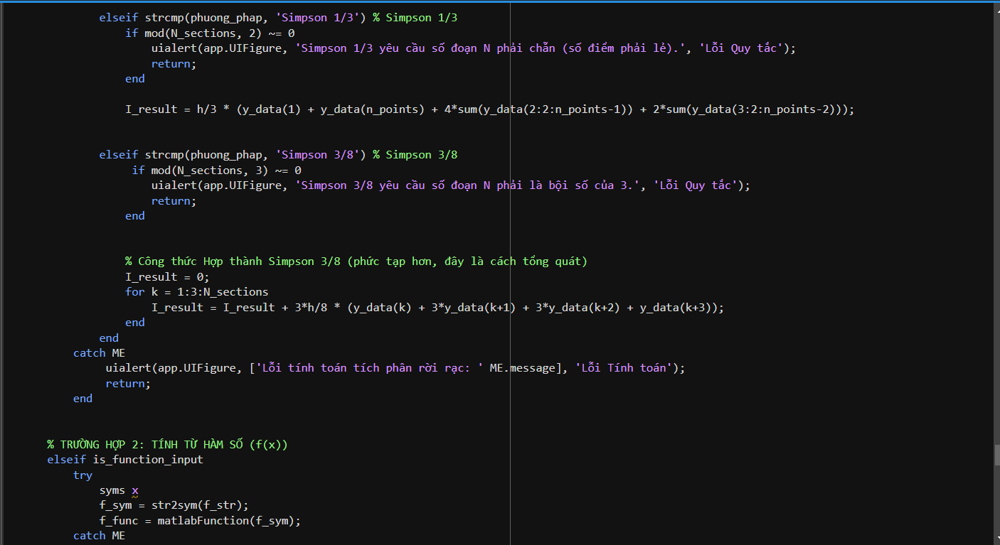 elseif strcmp(phuong_phap, 'Simpson 1/3') % Simpson 1/3
if mod(N_sections, 2) ~= 0
uialert(app.UIFigure, 'Simpson 1/3 yêu cầu số đoạn N phải chẵn (số điểm phải lẻ).', 'Lỗi Quy tắc');
return;
end
I_result = h/3 * (y_data(1) + y_data(n_points) + 4*sum(y_data(2:2:n_points-1)) + 2*sum(y_data(3:2:n_points-2)));
elseif strcmp(phuong_phap, 'Simpson 3/8') % Simpson 3/8
if mod(N_sections, 3) ~= 0
uialert(app.UIFigure, 'Simpson 3/8 yêu cầu số đoạn N phải là bội số của 3.', 'Lỗi Quy tắc');
return;
end
% Công thức Hợp thành Simpson 3/8 (phức tạp hơn, đây là cách tổng quát)
I_result = 0;
for k = 1:3:N_sections
I_result = I_result + 3*h/8 * (y_data(k) + 3*y_data(k+1) + 3*y_data(k+2) + y_data(k+3));
end
end
catch ME
uialert(app.UIFigure, ['Lỗi tính toán tích phân rời rạc: ' ME.message], 'Lỗi Tính toán');
return;
end
% TRƯỜNG HỢP 2: TÍNH TỪ HÀM SỐ (f(x))
elseif is_function_input
try
syms x
f_sym = str2sym(f_str);
f_func = matlabFunction(f_sym);
catch ME